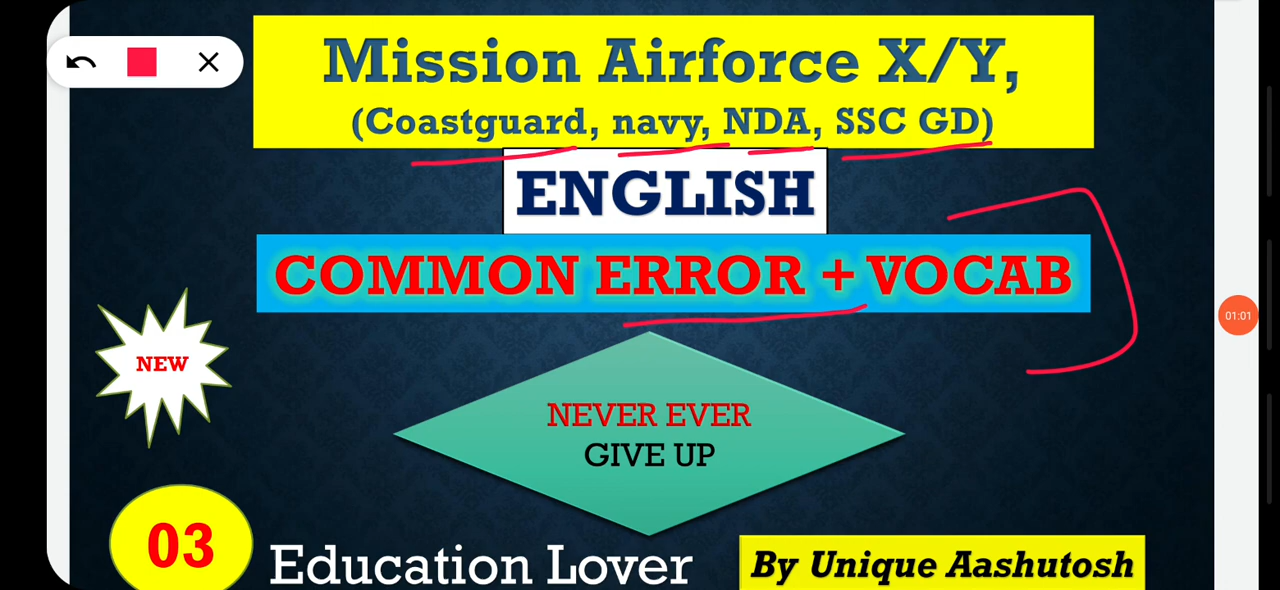 Mission Airforce X/Y,
(Coastguard, navy, NDA, SSC GD)
ENGLISH
COMMON ERROR + VOCAB
NEW
01:01
NEVER EVER
GIVE UP
03
Education Lover
By Unique Aashutosh